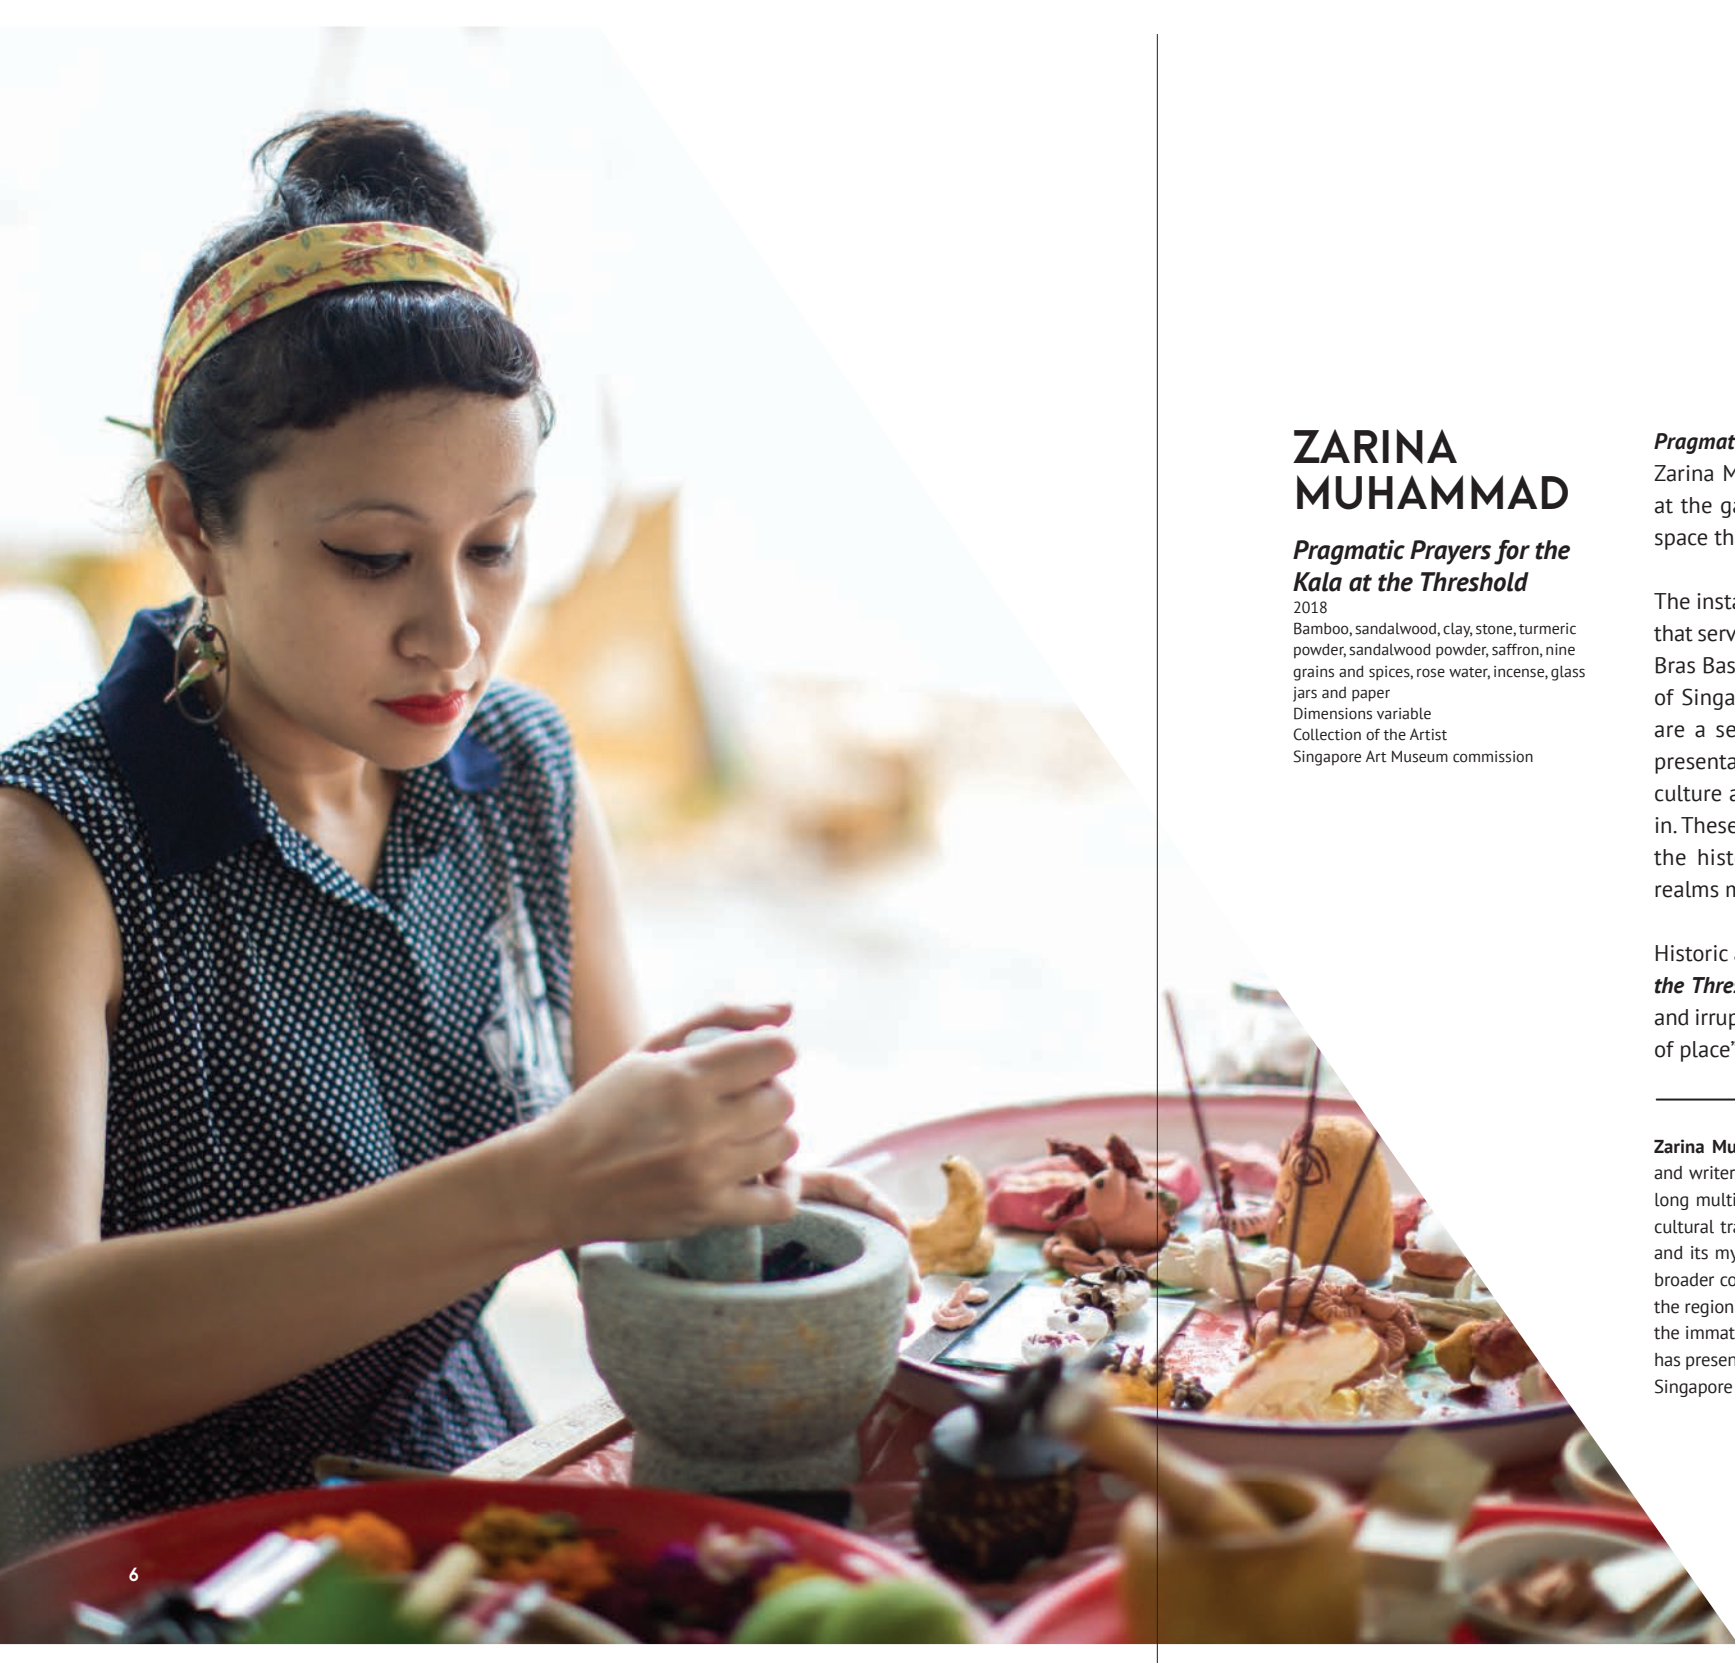 ZARINA
MUHAMMAD
Pragmatic Prayers for the
Kala at the Threshold
2018
Bamboo, sandalwood, clay, stone, turmeric
powder, sandalwood powder, saffron, nine
grains and spices, rose water, incense, glass
jars and paper
Dimensions variable
Collection of the Artist
Singapore Art Museum commission
Pragmat
Zarina M
at the ga
space th
The insta
that serv
Bras Bas
of Singa
are a se
presenta
culture a
in. These
the hist
realms m
Historic
the Thre
and irrup
of place"
Zarina Mu
and writer
long multi
cultural tra
and its my
broader co
the region
the immat
has presen
Singapore
6